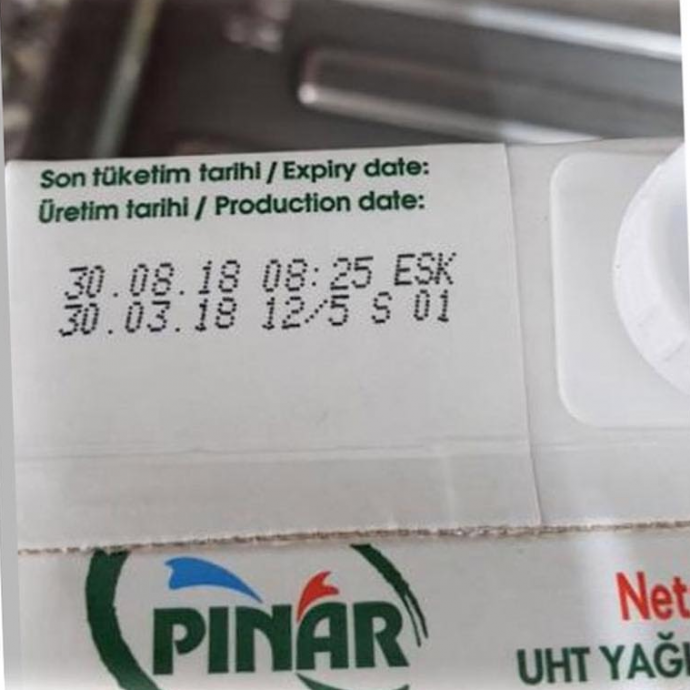 Son tüketim tarihi / Expiry date:
Üretim tarihi / Production date:
30.08.18 08:25 ESK
30.03.18 12/5 S 01
PINAR
Net
UHT YAĞ